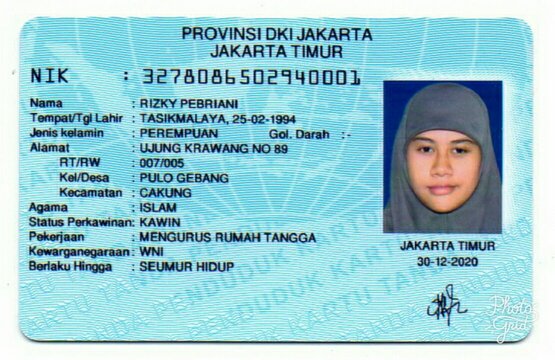 PROVINSI DKI JAKARTA
JAKARTA TIMUR
NIK : 3278086502940001
Nama : RIZKY PEBRIANI
Tempat/Tgl Lahir : TASIKMALAYA, 25-02-1994
Jenis kelamin : PEREMPUAN Gol. Darah :-
Alamat : UJUNG KRAWANG NO 89
RT/RW : 007/005
Kel/Desa : PULO GEBANG
Kecamatan : CAKUNG
Agama : ISLAM
Status Perkawinan: KAWIN
Pekerjaan : MENGURUS RUMAH TANGGA
Kewarganegaraan: WNI
Berlaku Hingga : SEUMUR HIDUP
JAKARTA TIMUR
30-12-2020
Photo
Grid